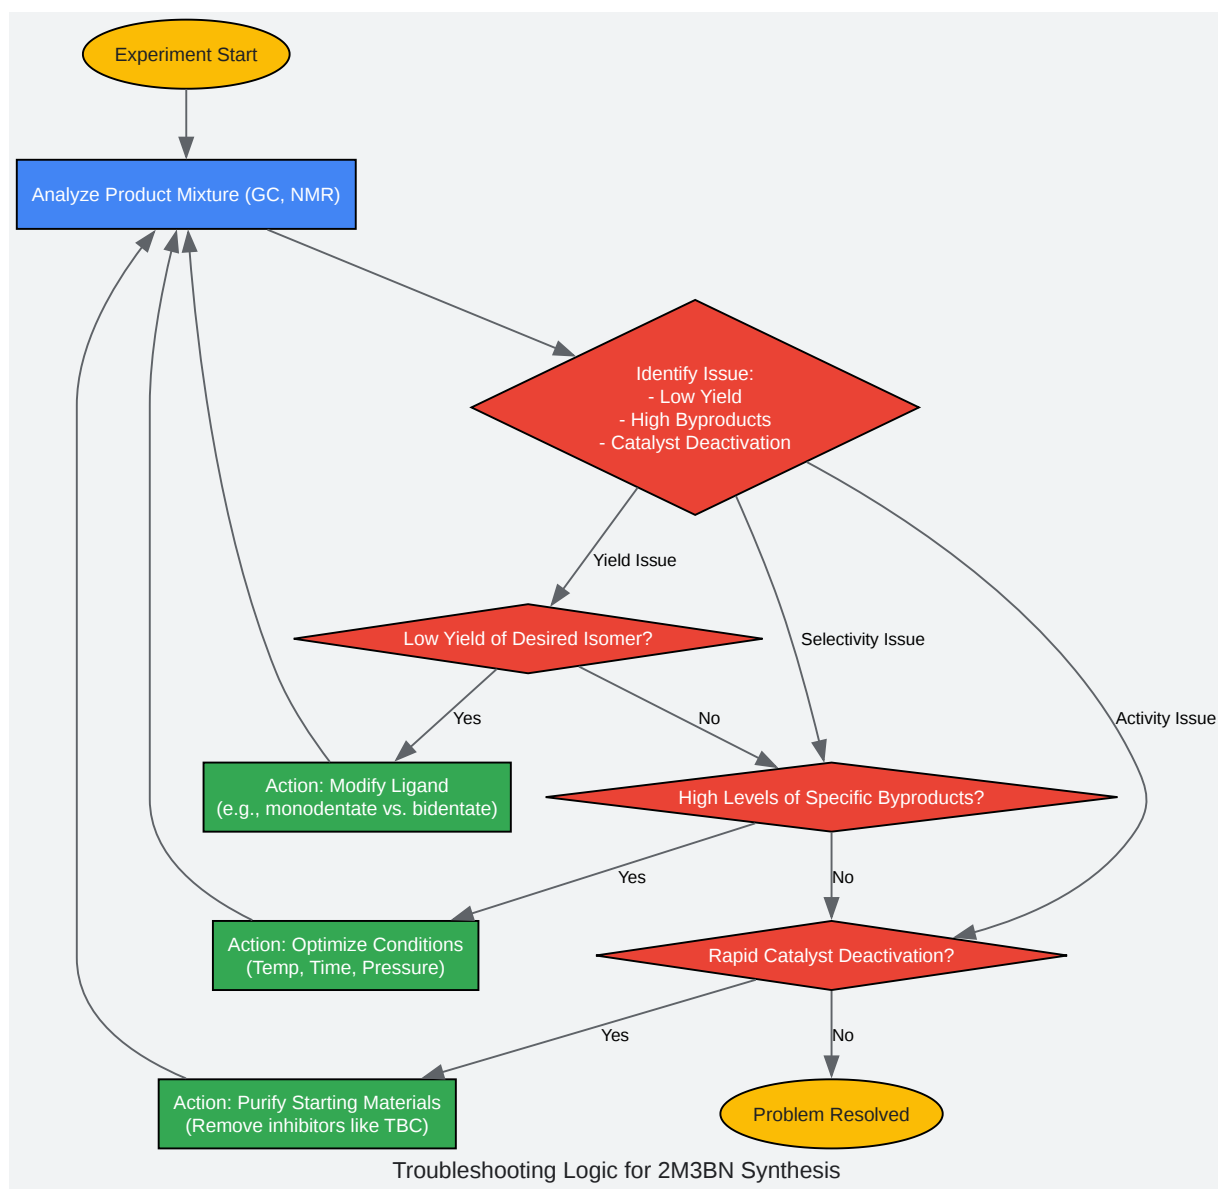 Experiment Start
Analyze Product Mixture (GC, NMR)
Identify Issue:
- Low Yield
- High Byproducts
- Catalyst Deactivation
Yield Issue
Selectivity Issue
Activity Issue
Low Yield of Desired Isomer?
Yes
No
Action: Modify Ligand
(e.g., monodentate vs. bidentate)
High Levels of Specific Byproducts?
Yes
No
Action: Optimize Conditions
(Temp, Time, Pressure)
Rapid Catalyst Deactivation?
Yes
No
Action: Purify Starting Materials
(Remove inhibitors like TBC)
Problem Resolved
Troubleshooting Logic for 2M3BN Synthesis